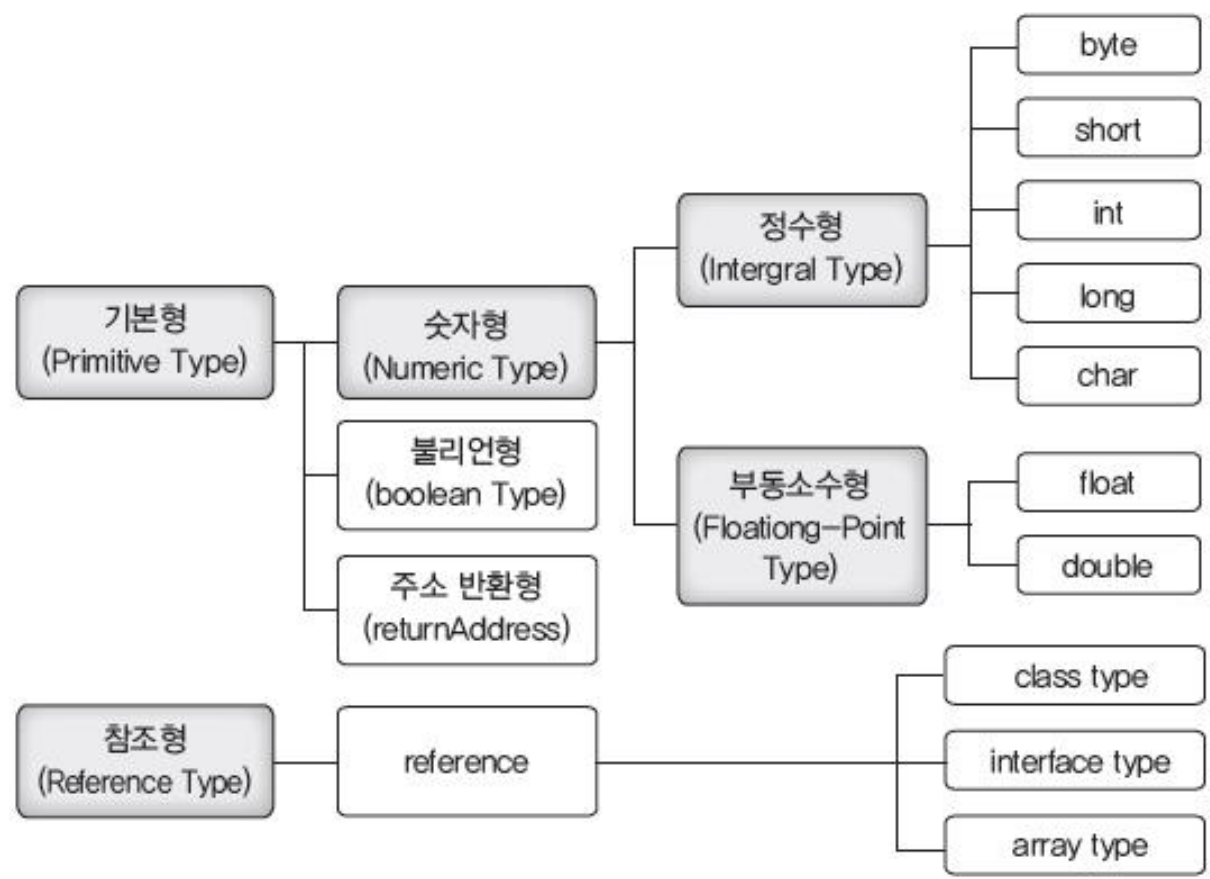 기본형
(Primitive Type)
숫자형
(Numeric Type)
불리언형
(boolean Type)
주소 반환형
(returnAddress)
정수형
(Intergral Type)
byte
short
int
long
char
부동소수형
(Floationg-Point
Type)
float
double
참조형
(Reference Type)
reference
class type
interface type
array type